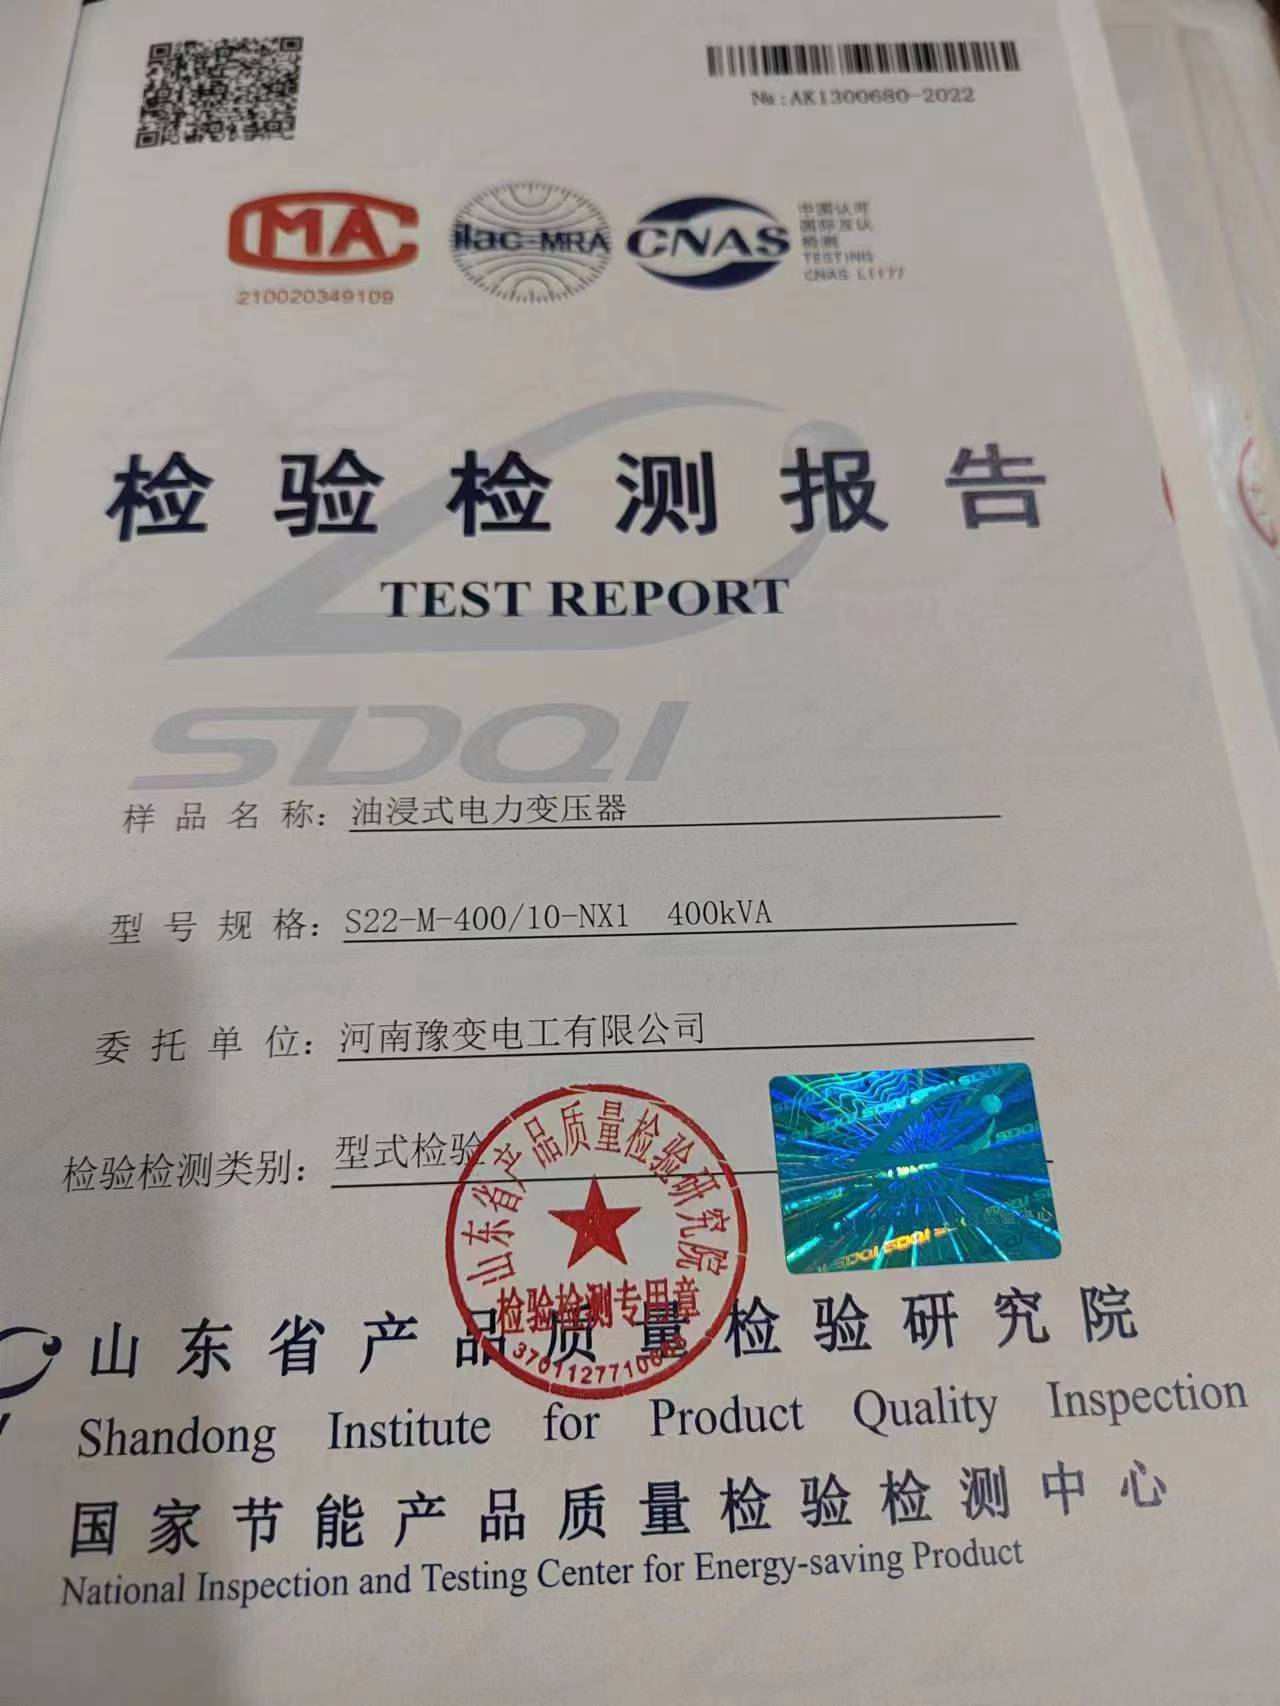 №:AK1300680-2022
CMA
ilac-MRA
CNAS
中国认可
国际互认
检测
TESTING
CNAS L1177
210020349109
检验检测报告
TEST REPORT
SDQI
样品名称：油浸式电力变压器
型号规格：S22-M-400/10-NX1 400kVA
委托单位：河南豫变电工有限公司
检验检测类别：型式检验
山东省产品质量检验研究院
检验检测专用章
SDQI SDQI
山东省产品质量检验研究院
Shandong Institute for Product Quality Inspection
国家节能产品质量检验检测中心
National Inspection and Testing Center for Energy-saving Product